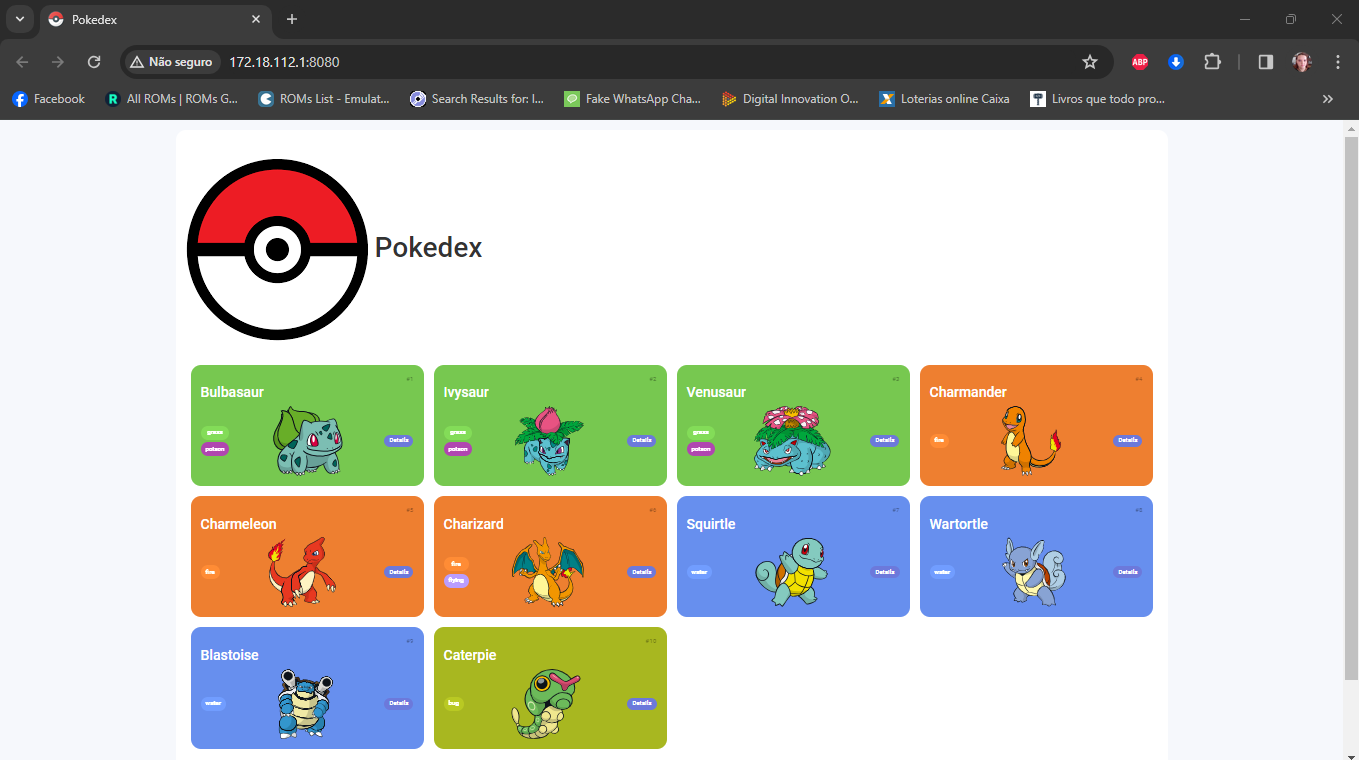 Pokedex
Não seguro 172.18.112.1:8080
ABP
Facebook All ROMs | ROMs G... ROMs List - Emulat... Search Results for: I... Fake WhatsApp Cha... Digital Innovation O... Loterias online Caixa Livros que todo pro...
Pokedex
#1
Bulbasaur
grass
poison
Details
#2
Ivysaur
grass
poison
Details
#3
Venusaur
grass
poison
Details
#4
Charmander
fire
Details
#5
Charmeleon
fire
Details
#6
Charizard
fire
flying
Details
#7
Squirtle
water
Details
#8
Wartortle
water
Details
#9
Blastoise
water
Details
#10
Caterpie
bug
Details